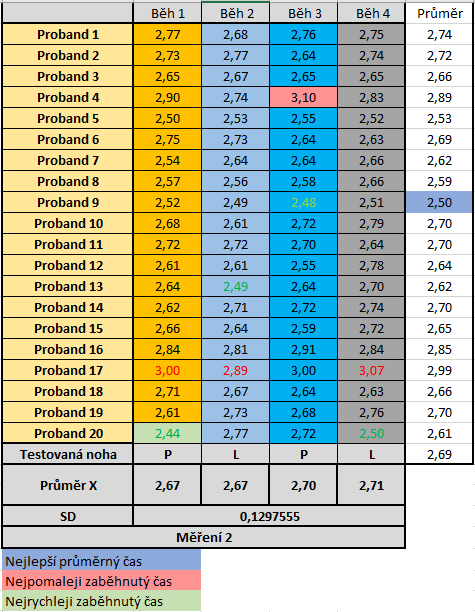 Běh 1 Běh 2 Běh 3 Běh 4 Průměr
Proband 1 2,77 2,68 2,76 2,75 2,74
Proband 2 2,73 2,77 2,64 2,74 2,72
Proband 3 2,65 2,67 2,65 2,65 2,66
Proband 4 2,90 2,74 3,10 2,83 2,89
Proband 5 2,50 2,53 2,55 2,52 2,53
Proband 6 2,75 2,73 2,64 2,63 2,69
Proband 7 2,54 2,64 2,64 2,66 2,62
Proband 8 2,57 2,56 2,58 2,66 2,59
Proband 9 2,52 2,49 2,48 2,51 2,50
Proband 10 2,68 2,61 2,72 2,79 2,70
Proband 11 2,72 2,72 2,70 2,64 2,70
Proband 12 2,61 2,61 2,55 2,78 2,64
Proband 13 2,64 2,49 2,64 2,70 2,62
Proband 14 2,62 2,71 2,72 2,74 2,70
Proband 15 2,66 2,64 2,59 2,72 2,65
Proband 16 2,84 2,81 2,91 2,84 2,85
Proband 17 3,00 2,89 3,00 3,07 2,99
Proband 18 2,71 2,67 2,64 2,63 2,66
Proband 19 2,61 2,73 2,68 2,76 2,70
Proband 20 2,44 2,77 2,72 2,50 2,61
Testovaná noha P L P L 2,69
Průměr X 2,67 2,67 2,70 2,71
SD 0,1297555
Měření 2
Nejlepší průměrný čas
Nejpomaleji zaběhnutý čas
Nejrychleji zaběhnutý čas